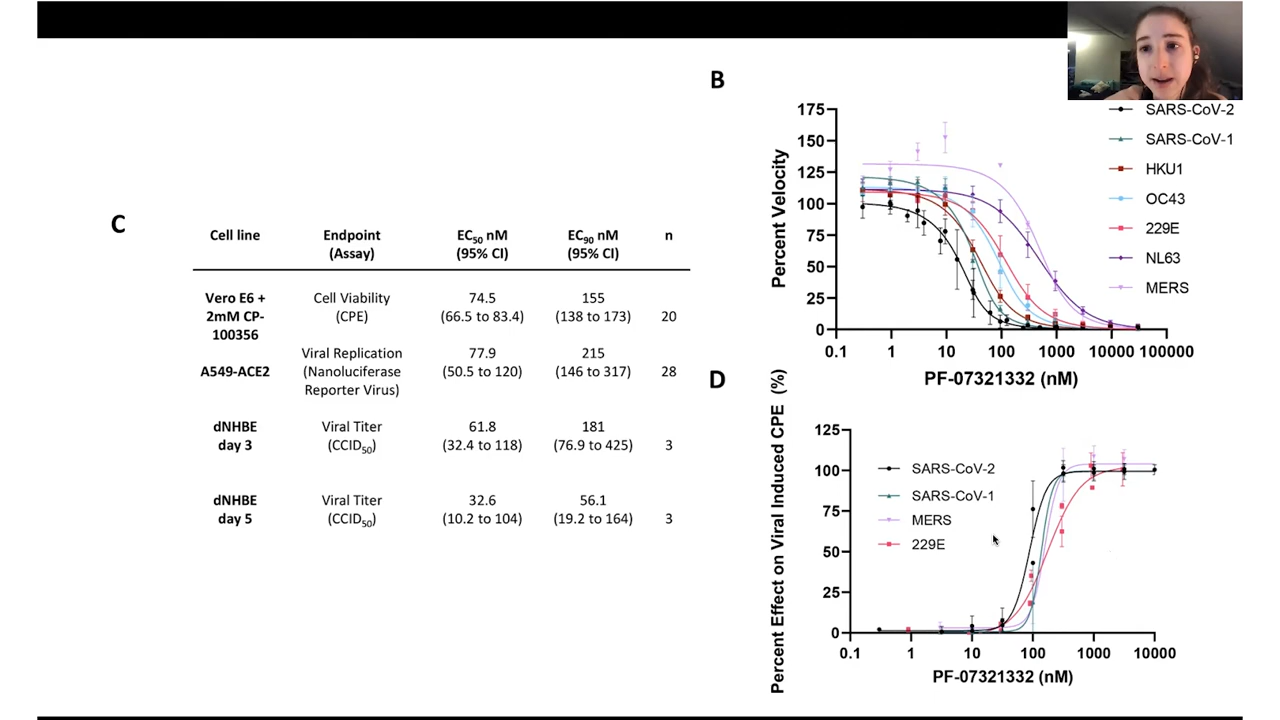 C
Cell line Endpoint (Assay) EC50 nM (95% CI) EC90 nM (95% CI) n
Vero E6 + 2mM CP-100356 Cell Viability (CPE) 74.5 (66.5 to 83.4) 155 (138 to 173) 20
A549-ACE2 Viral Replication (Nanoluciferase Reporter Virus) 77.9 (50.5 to 120) 215 (146 to 317) 28
dNHBE day 3 Viral Titer (CCID50) 61.8 (32.4 to 118) 181 (76.9 to 425) 3
dNHBE day 5 Viral Titer (CCID50) 32.6 (10.2 to 104) 56.1 (19.2 to 164) 3
B
Percent Velocity
175
150
125
100
75
50
25
0
0.1 1 10 100 1000 10000 100000
PF-07321332 (nM)
SARS-CoV-2
SARS-CoV-1
HKU1
OC43
229E
NL63
MERS
D
Percent Effect on Viral Induced CPE (%)
125
100
75
50
25
0
0.1 1 10 100 1000 10000
PF-07321332 (nM)
SARS-CoV-2
SARS-CoV-1
MERS
229E